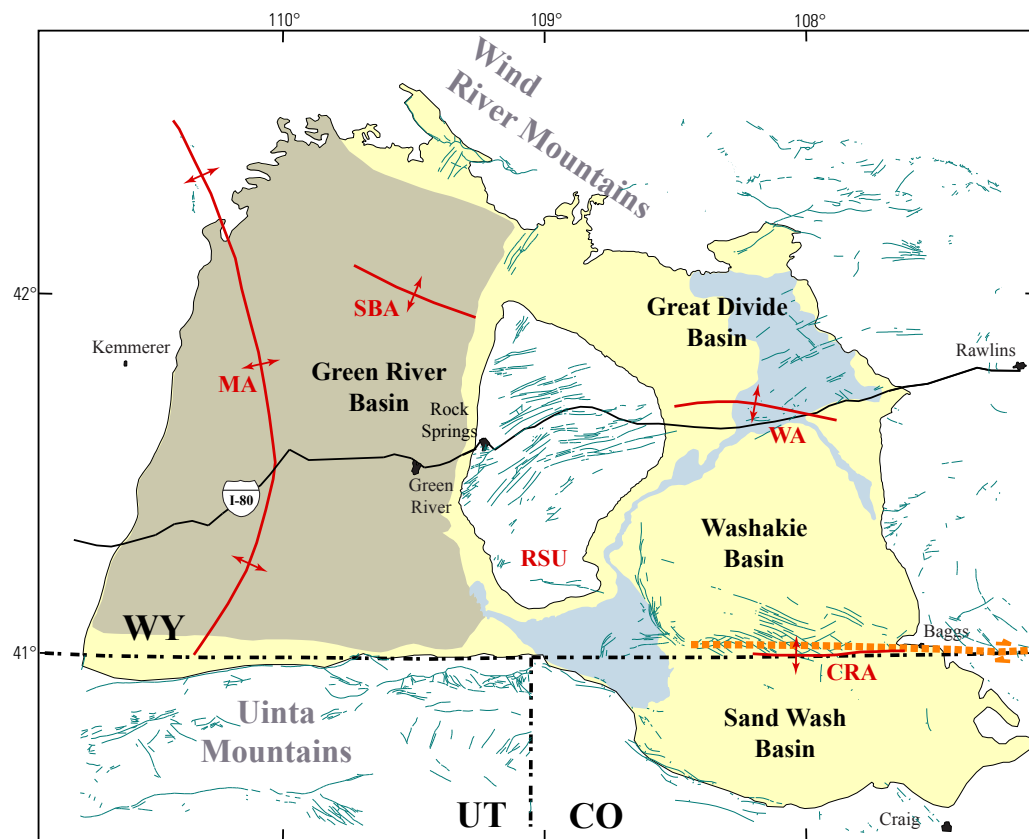 110°
109°
108°
Wind
River Mountains
42°
SBA
Great Divide
Basin
Kemmerer
Rawlins
MA
Green River
Basin
Rock
Springs
WA
Green
River
I-80
Washakie
Basin
RSU
WY
41°
Baggs
CRA
Uinta
Mountains
Sand Wash
Basin
UT
CO
Craig